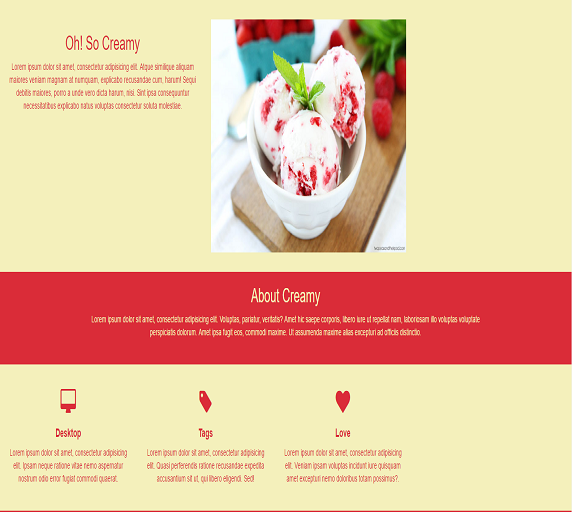 Oh! So Creamy
Lorem ipsum dolor sit amet, consectetur adipisicing elit. Atque similique aliquam
maiores veniam magnam at numquam, explicabo recusandae cum, harum! Sequi
debitis maiores, porro a unde vero dicta harum, nisi. Sint ipsa consequuntur
necessitatibus explicabo natus voluptas consectetur soluta molestiae.
About Creamy
Lorem ipsum dolor sit amet, consectetur adipisicing elit. Voluptas, pariatur, veritatis? Amet hic saepe corporis, libero iure ut repellat nam, laboriosam illo voluptas voluptate
perspiciatis dolorum. Amet ipsa fugit eos, commodi maxime. Ut assumenda maxime alias excepturi ad officiis distinctio.
Desktop
Lorem ipsum dolor sit amet, consectetur adipisicing
elit. Ipsam neque ratione vitae nemo aspernatur
nostrum odio error fugiat commodi quaerat.
Tags
Lorem ipsum dolor sit amet, consectetur adipisicing
elit. Quasi perferendis ratione recusandae expedita
accusantium sit ut, qui libero eligendi. Sed!
Love
Lorem ipsum dolor sit amet, consectetur adipisicing
elit. Veniam ipsam voluptas incidunt iure quisquam
amet excepturi nemo doloribus totam possimus?.